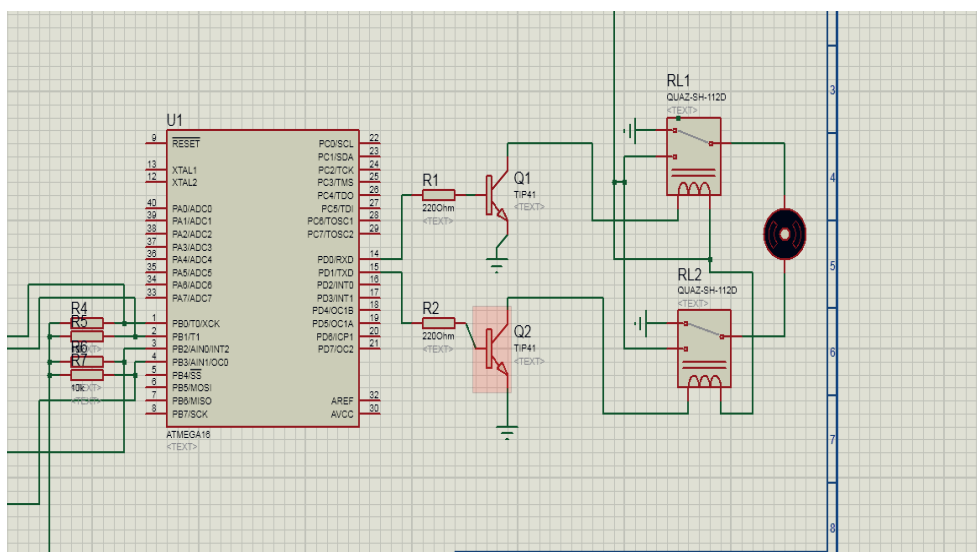 U1
9
RESET
13
XTAL1
12
XTAL2
40
PA0/ADC0
39
PA1/ADC1
38
PA2/ADC2
37
PA3/ADC3
36
PA4/ADC4
35
PA5/ADC5
34
PA6/ADC6
33
PA7/ADC7
1
PB0/T0/XCK
2
PB1/T1
3
PB2/AIN0/INT2
4
PB3/AIN1/OC0
5
PB4/SS
6
PB5/MOSI
7
PB6/MISO
8
PB7/SCK
PC0/SCL
22
PC1/SDA
23
PC2/TCK
24
PC3/TMS
25
PC4/TDO
26
PC5/TDI
27
PC6/TOSC1
28
PC7/TOSC2
29
PD0/RXD
14
PD1/TXD
15
PD2/INT0
16
PD3/INT1
17
PD4/OC1B
18
PD5/OC1A
19
PD6/ICP1
20
PD7/OC2
21
AREF
32
AVCC
30
ATMEGA16
<TEXT>
R4
R5
R6
R7
10k
<TEXT>
R1
220Ohm
<TEXT>
R2
220Ohm
<TEXT>
Q1
TIP41
<TEXT>
Q2
TIP41
<TEXT>
RL1
QUAZ-SH-112D
<TEXT>
RL2
QUAZ-SH-112D
<TEXT>
3
4
5
6
7
8